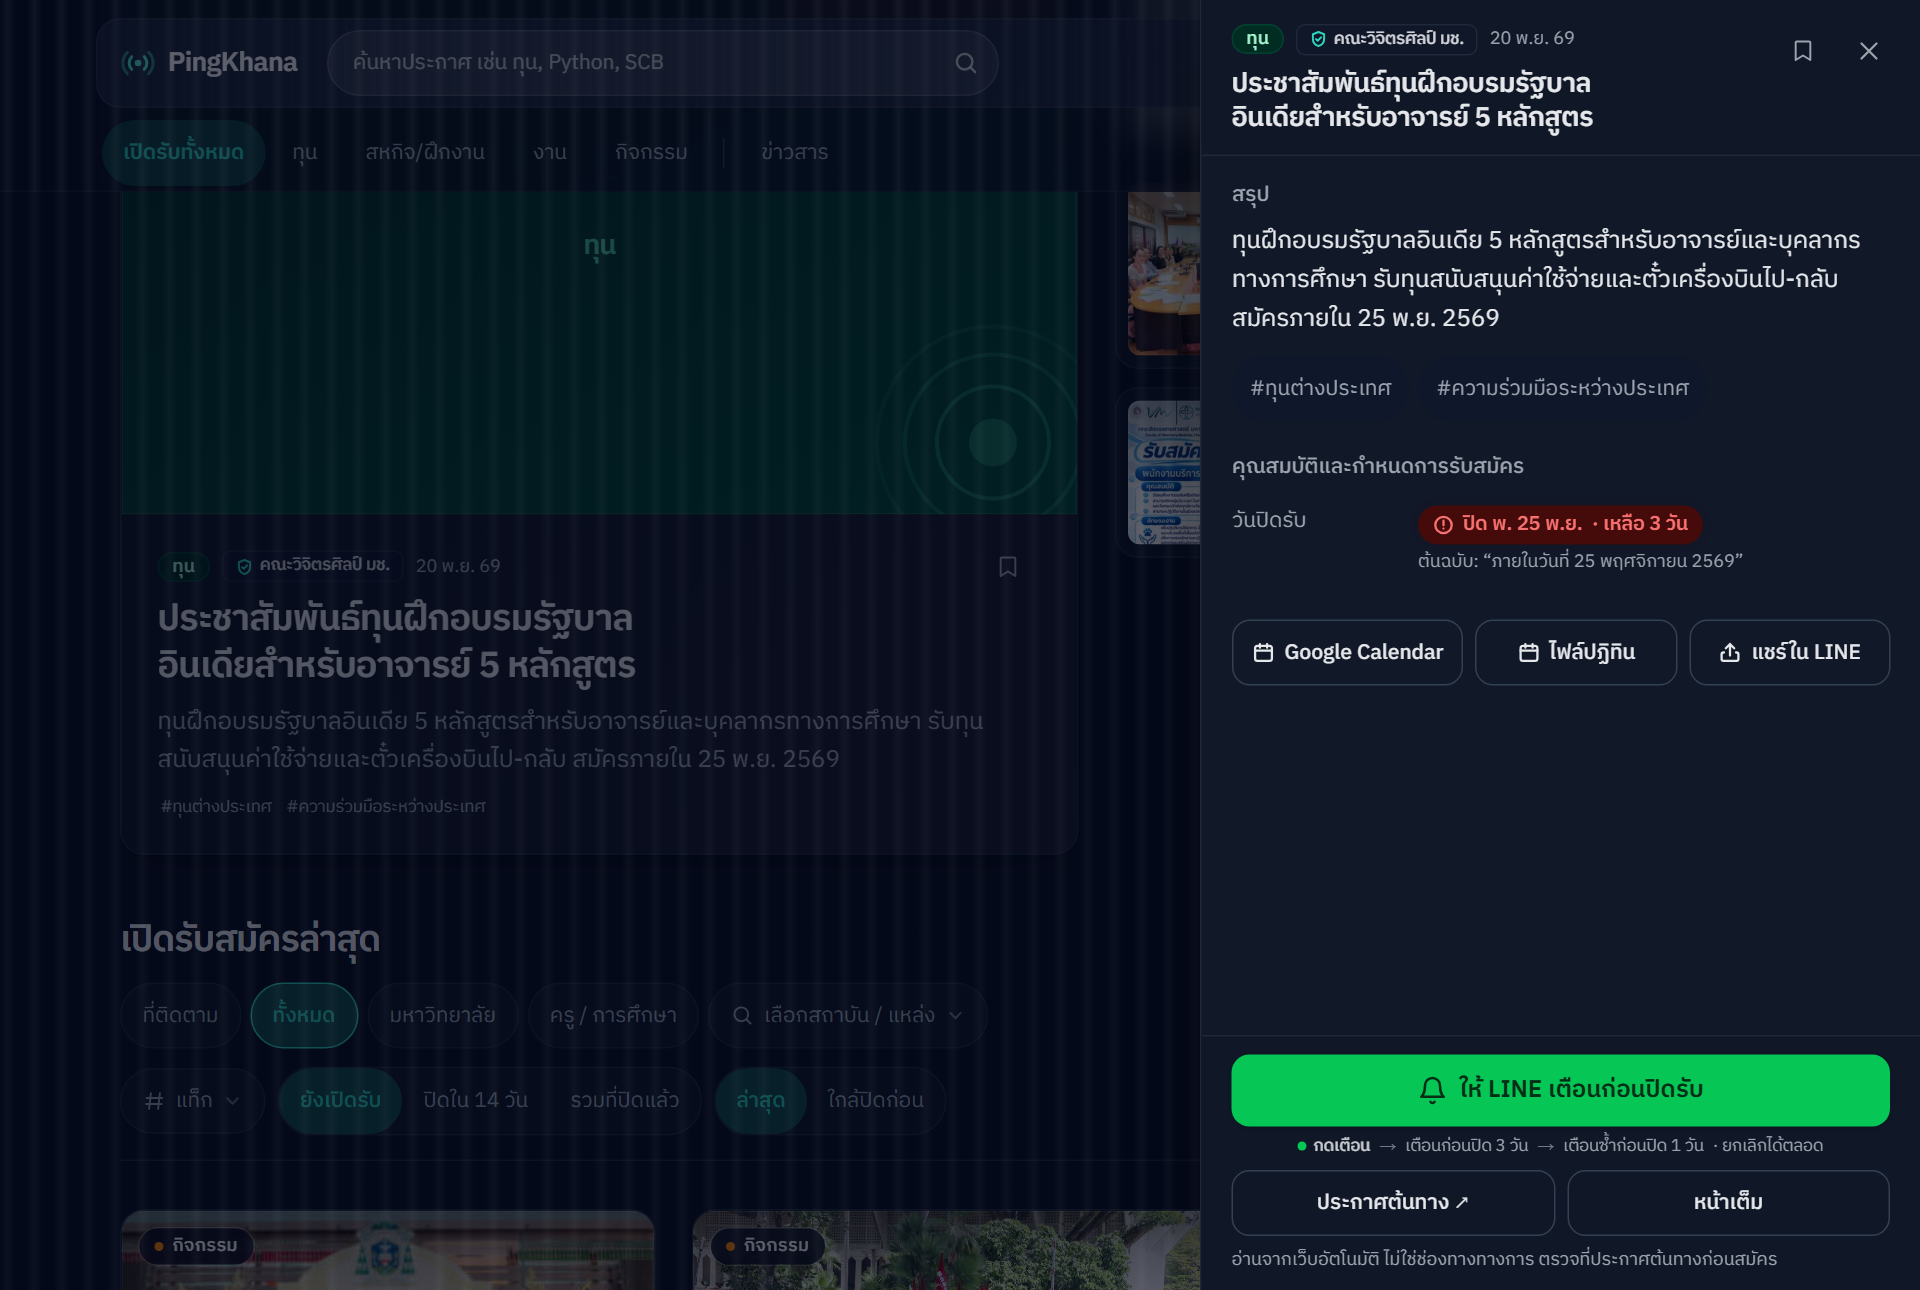 PingKhana
ค้นหาประกาศ เช่น ทุน, Python, SCB
เปิดรับทั้งหมด
ทุน
สหกิจ/ฝึกงาน
งาน
กิจกรรม
ข่าวสาร
ทุน
ทุน
คณะวิจิตรศิลป์ มช.
20 พ.ย. 69
ประชาสัมพันธ์ทุนฝึกอบรมรัฐบาล
อินเดียสำหรับอาจารย์ 5 หลักสูตร
ทุนฝึกอบรมรัฐบาลอินเดีย 5 หลักสูตรสำหรับอาจารย์และบุคลากรทางการศึกษา รับทุน
สนับสนุนค่าใช้จ่ายและตั๋วเครื่องบินไป-กลับ สมัครภายใน 25 พ.ย. 2569
#ทุนต่างประเทศ #ความร่วมมือระหว่างประเทศ
รับสมัค
พนักงานบริการ
เปิดรับสมัครล่าสุด
ที่ติดตาม
ทั้งหมด
มหาวิทยาลัย
ครู / การศึกษา
เลือกสถาบัน / แหล่ง
แท็ก
ยังเปิดรับ
ปิดใน 14 วัน
รวมที่ปิดแล้ว
ล่าสุด
ใกล้ปิดก่อน
กิจกรรม
กิจกรรม
ทุน
คณะวิจิตรศิลป์ มช.
20 พ.ย. 69
ประชาสัมพันธ์ทุนฝึกอบรมรัฐบาล
อินเดียสำหรับอาจารย์ 5 หลักสูตร
สรุป
ทุนฝึกอบรมรัฐบาลอินเดีย 5 หลักสูตรสำหรับอาจารย์และบุคลากร
ทางการศึกษา รับทุนสนับสนุนค่าใช้จ่ายและตั๋วเครื่องบินไป-กลับ
สมัครภายใน 25 พ.ย. 2569
#ทุนต่างประเทศ
#ความร่วมมือระหว่างประเทศ
คุณสมบัติและกำหนดการรับสมัคร
วันปิดรับ
ปิด พ. 25 พ.ย. · เหลือ 3 วัน
ต้นฉบับ: “ภายในวันที่ 25 พฤศจิกายน 2569”
Google Calendar
ไฟล์ปฏิทิน
แชร์ใน LINE
ให้ LINE เตือนก่อนปิดรับ
กดเตือน → เตือนก่อนปิด 3 วัน → เตือนซ้ำก่อนปิด 1 วัน · ยกเลิกได้ตลอด
ประกาศต้นทาง ↗
หน้าเต็ม
อ่านจากเว็บอัตโนมัติ ไม่ใช่ช่องทางทางการ ตรวจที่ประกาศต้นทางก่อนสมัคร